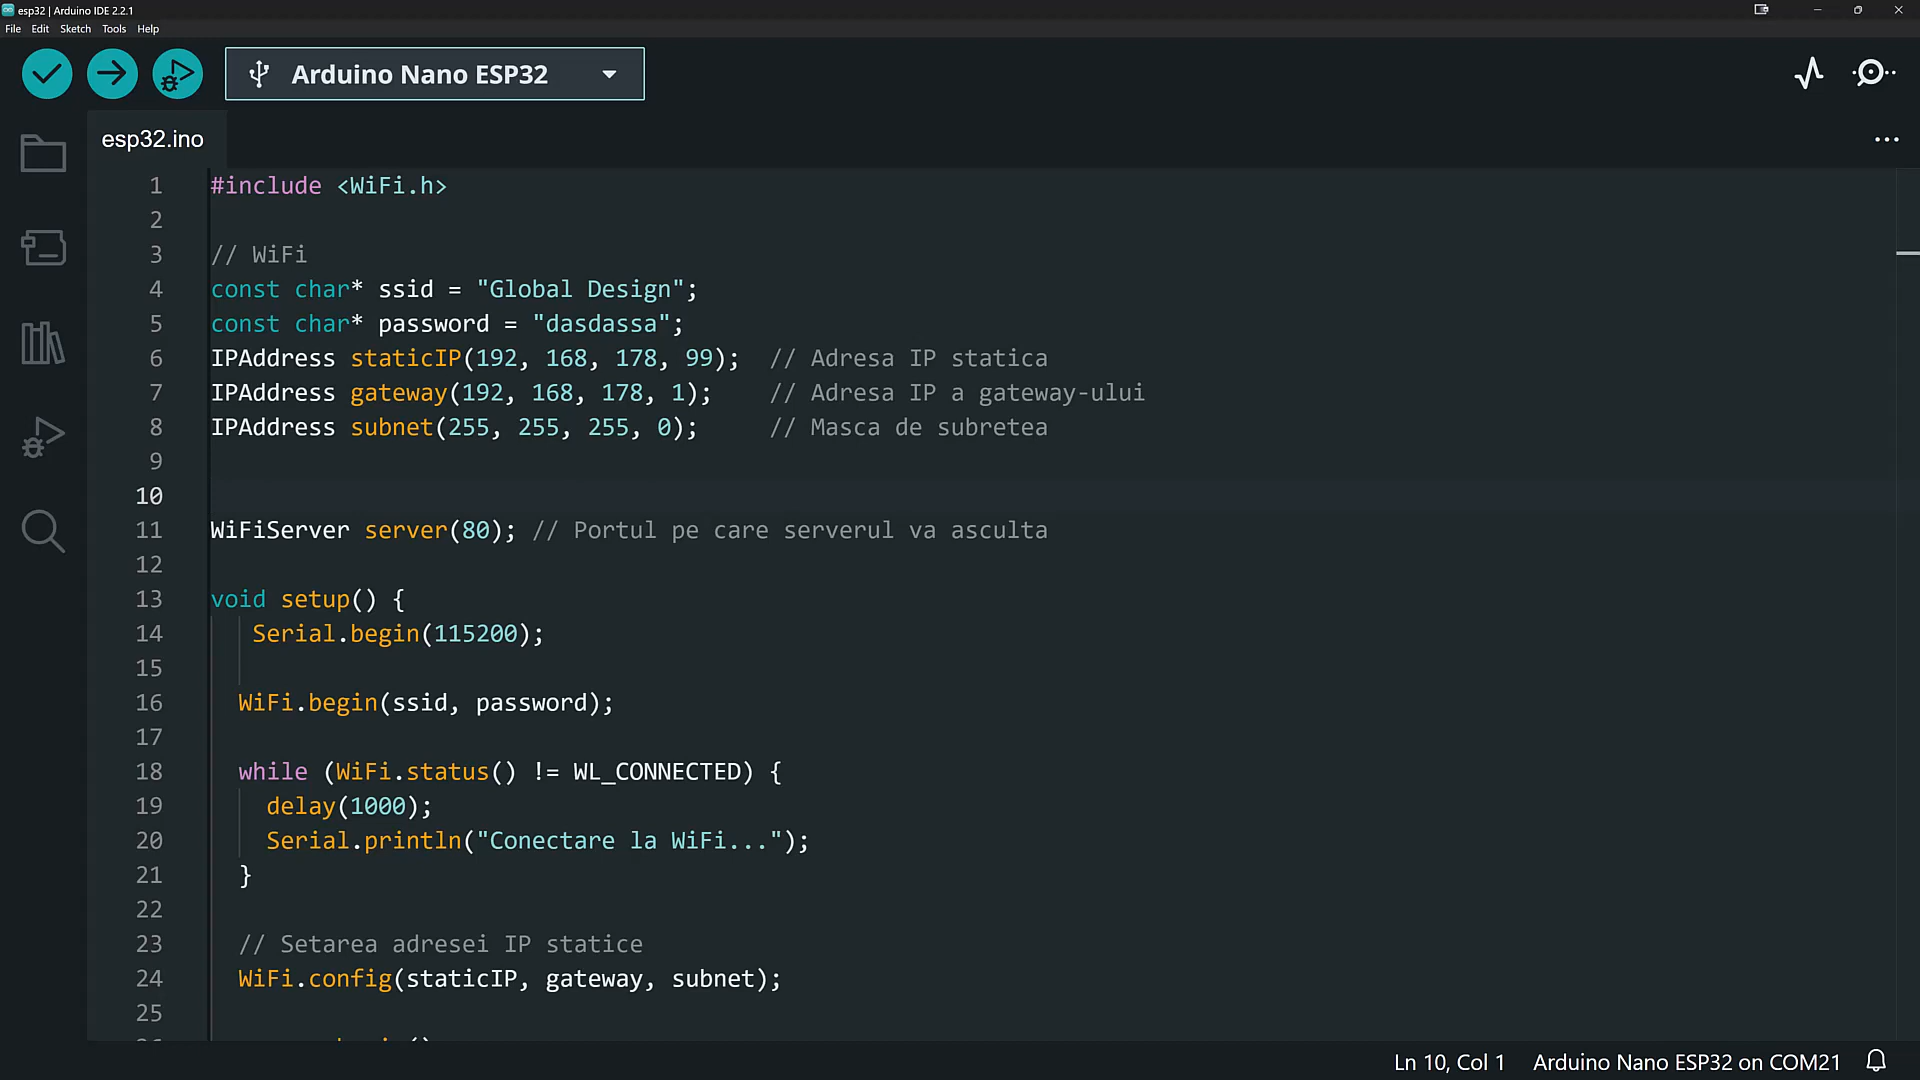 esp32 | Arduino IDE 2.2.1
File Edit Sketch Tools Help
Arduino Nano ESP32
esp32.ino
1 #include <WiFi.h>
2
3 // WiFi
4 const char* ssid = "Global Design";
5 const char* password = "dasdassa";
6 IPAddress staticIP(192, 168, 178, 99); // Adresa IP statica
7 IPAddress gateway(192, 168, 178, 1); // Adresa IP a gateway-ului
8 IPAddress subnet(255, 255, 255, 0); // Masca de subretea
9
10
11 WiFiServer server(80); // Portul pe care serverul va asculta
12
13 void setup() {
14 Serial.begin(115200);
15
16 WiFi.begin(ssid, password);
17
18 while (WiFi.status() != WL_CONNECTED) {
19 delay(1000);
20 Serial.println("Conectare la WiFi...");
21 }
22
23 // Setarea adresei IP statice
24 WiFi.config(staticIP, gateway, subnet);
25
Ln 10, Col 1 Arduino Nano ESP32 on COM21